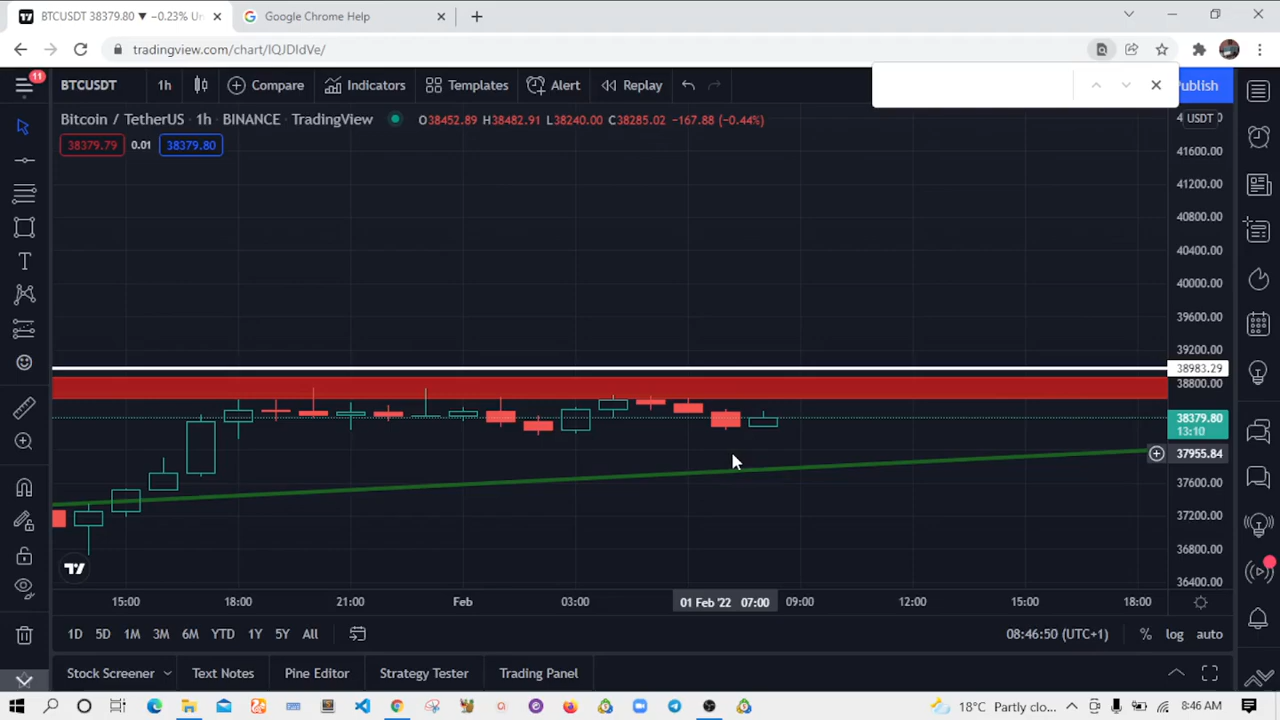 BTCUSDT 38379.80 ▼ −0.23% Un
Google Chrome Help
tradingview.com/chart/IQJDIdVe/
11
BTCUSDT
1h
Compare
Indicators
Templates
Alert
Replay
Publish
Bitcoin / TetherUS · 1h · BINANCE · TradingView
O38452.89 H38482.91 L38240.00 C38285.02 −167.88 (−0.44%)
USDT
38379.79
0.01
38379.80
41600.00
41200.00
40800.00
40400.00
40000.00
39600.00
39200.00
38983.29
38800.00
38379.80
13:10
37955.84
37600.00
37200.00
36800.00
36400.00
15:00
18:00
21:00
Feb
03:00
01 Feb '22 07:00
09:00
12:00
15:00
18:00
1D
5D
1M
3M
6M
YTD
1Y
5Y
All
08:46:50 (UTC+1)
%
log
auto
Stock Screener
Text Notes
Pine Editor
Strategy Tester
Trading Panel
18°C Partly clo...
8:46 AM